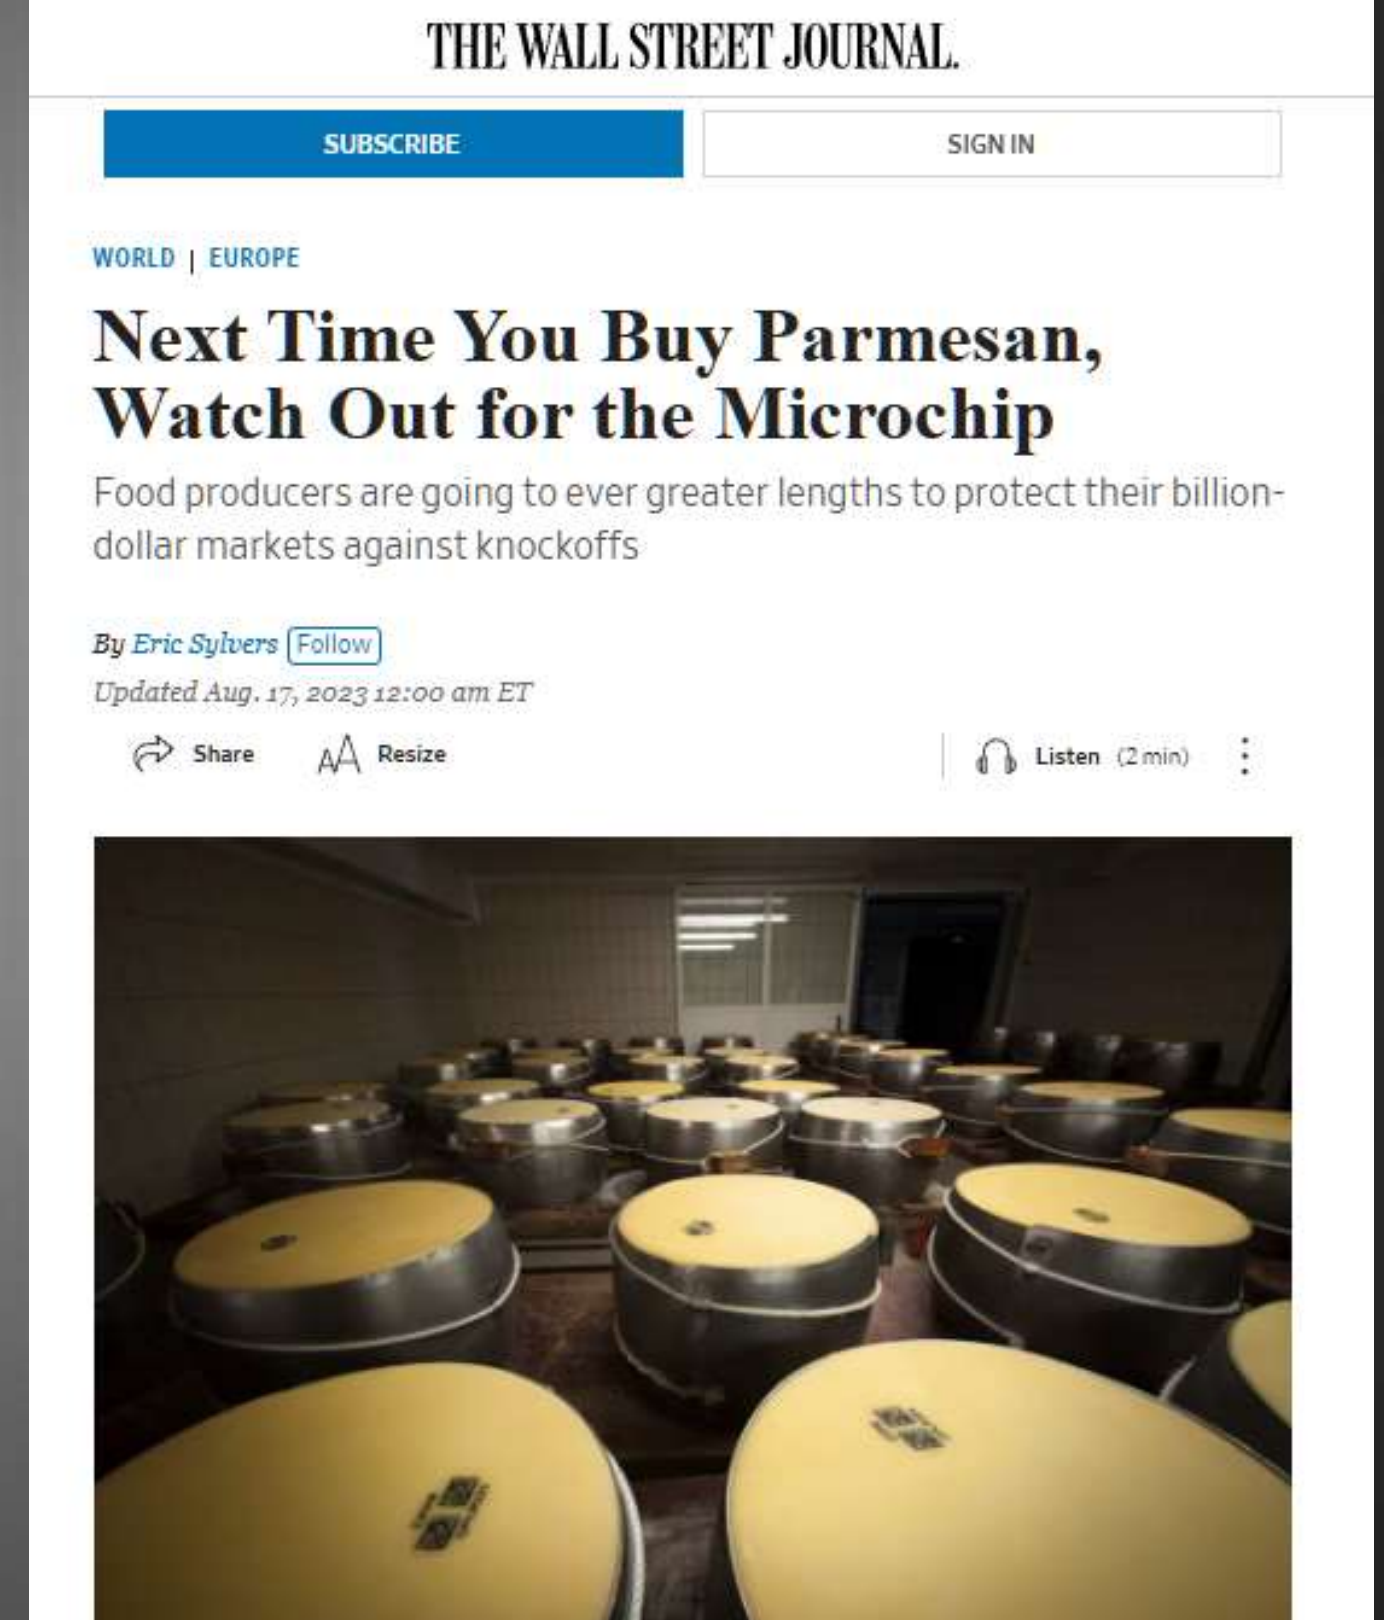 THE WALL STREET JOURNAL.
SUBSCRIBE
SIGN IN
WORLD | EUROPE
Next Time You Buy Parmesan,
Watch Out for the Microchip
Food producers are going to ever greater lengths to protect their billion-
dollar markets against knockoffs
By Eric Sylvers Follow
Updated Aug. 17, 2023 12:00 am ET
Share
Resize
Listen (2 min)